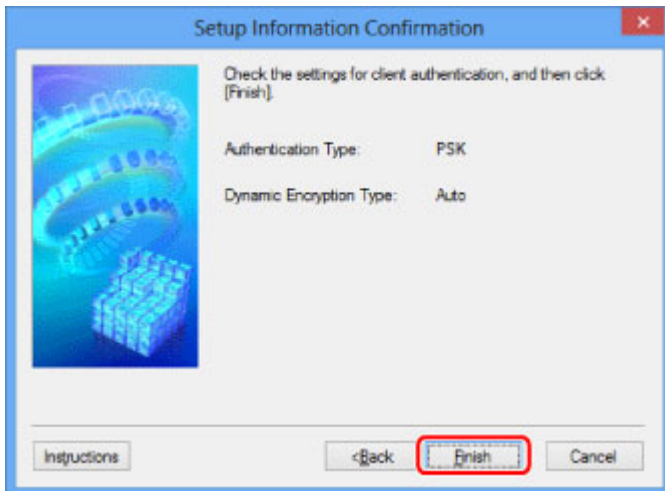 Setup Information Confirmation
Check the settings for client authentication, and then click
[Finish].
Authentication Type: PSK
Dynamic Encryption Type: Auto
Instructions <Back Finish Cancel